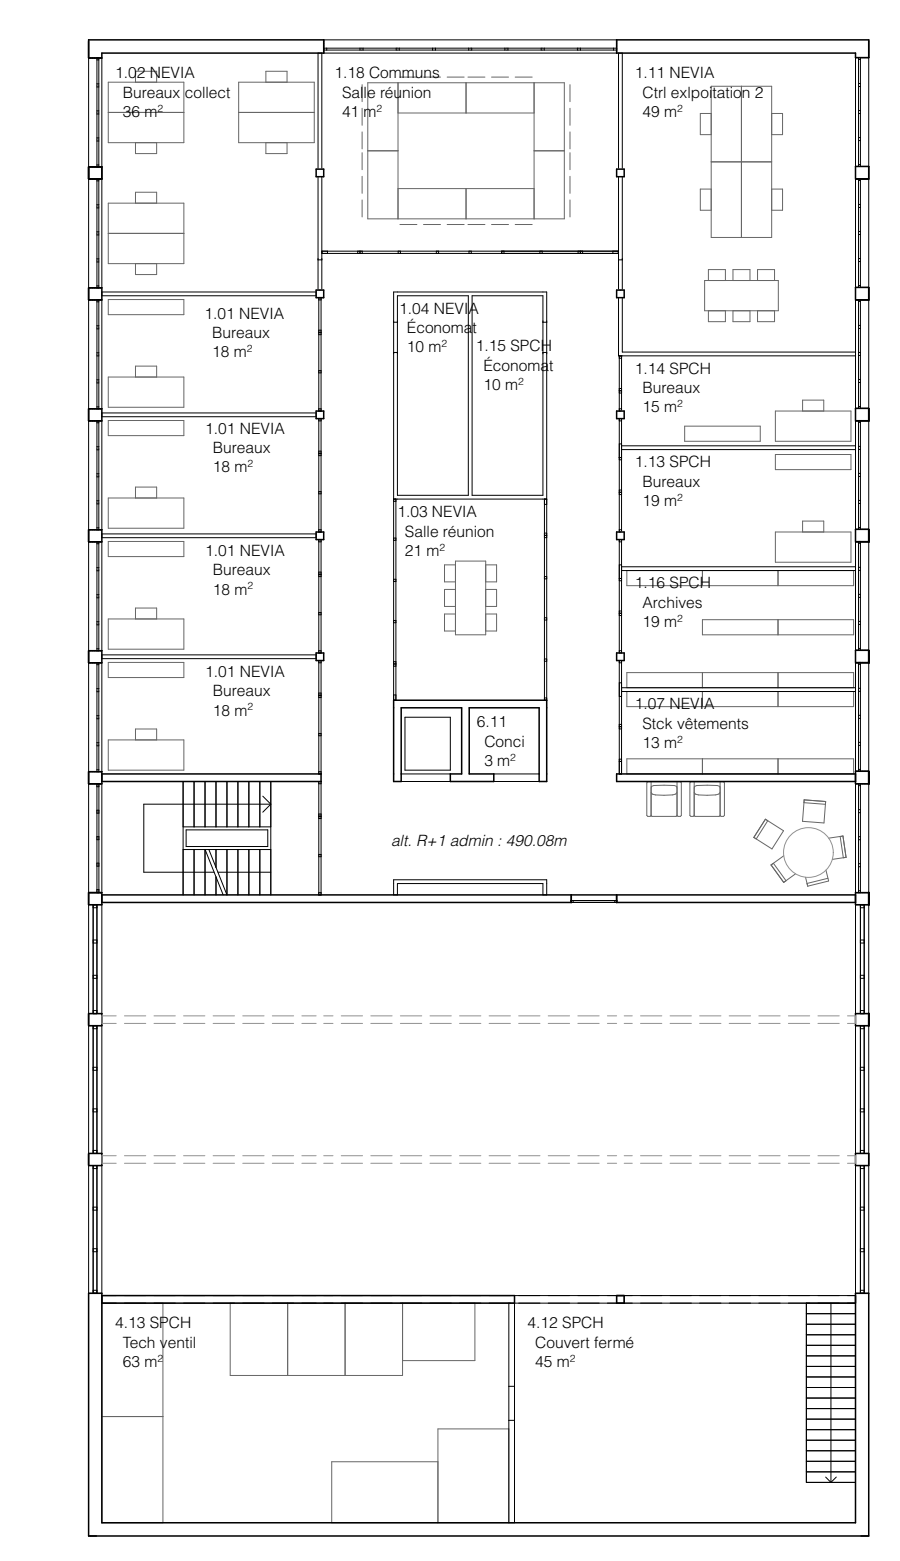 1.02 NEVIA
Bureaux collect
36 m²
1.18 Communs
Salle réunion
41 m²
1.11 NEVIA
Ctrl exlpoitation 2
49 m²
1.01 NEVIA
Bureaux
18 m²
1.04 NEVIA
Économat
10 m²
1.15 SPCH
Économat
10 m²
1.14 SPCH
Bureaux
15 m²
1.01 NEVIA
Bureaux
18 m²
1.13 SPCH
Bureaux
19 m²
1.03 NEVIA
Salle réunion
21 m²
1.01 NEVIA
Bureaux
18 m²
1.16 SPCH
Archives
19 m²
1.01 NEVIA
Bureaux
18 m²
1.07 NEVIA
Stck vêtements
13 m²
6.11
Conci
3 m²
alt. R+1 admin : 490.08m
4.13 SPCH
Tech ventil
63 m²
4.12 SPCH
Couvert fermé
45 m²